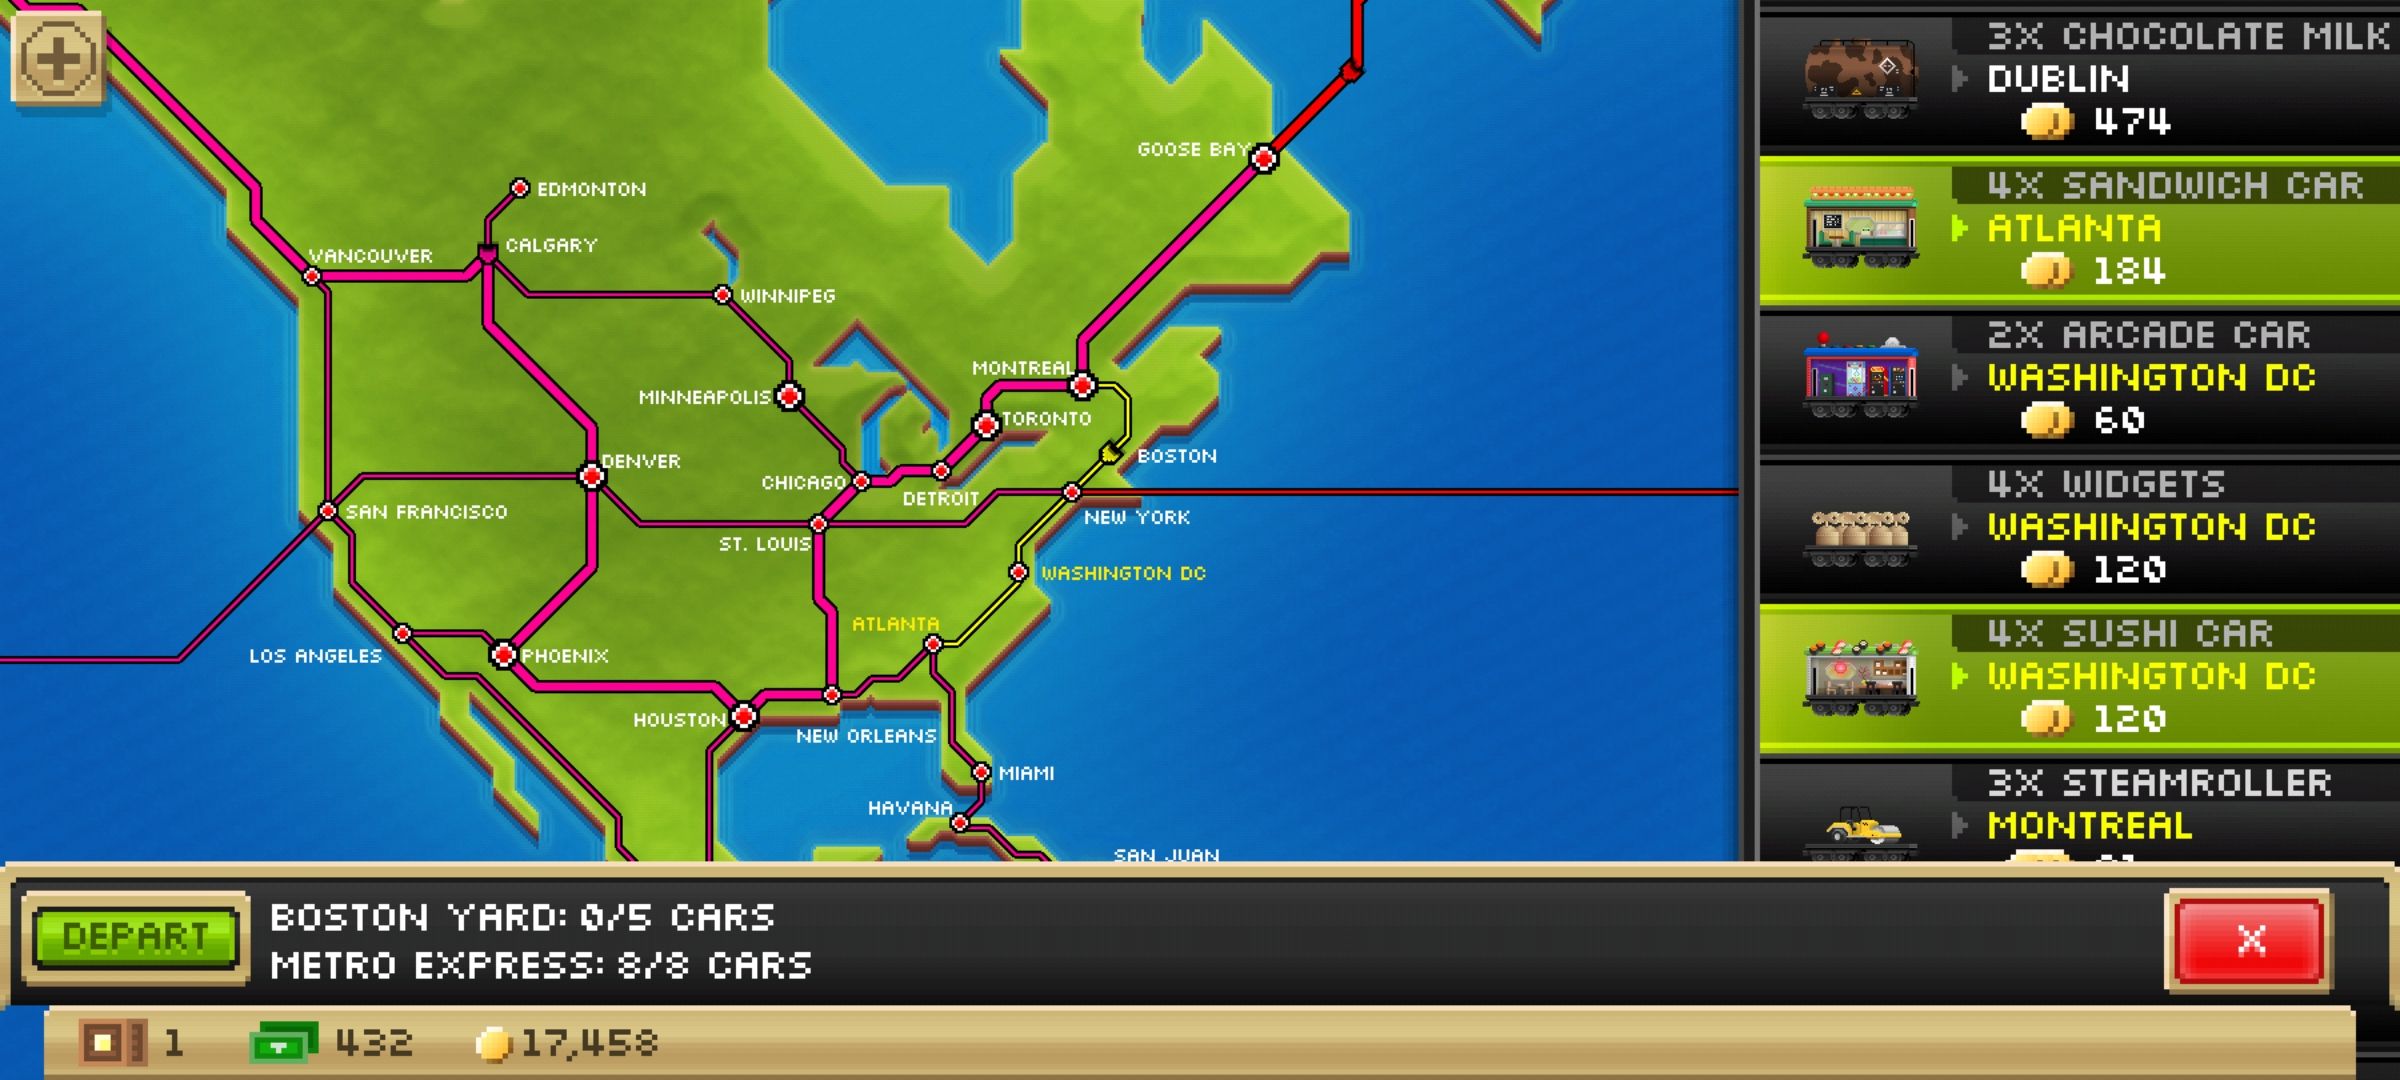 GOOSE BAY
EDMONTON
CALGARY
VANCOUVER
WINNIPEG
MONTREAL
MINNEAPOLIS
TORONTO
BOSTON
DENVER
CHICAGO
DETROIT
SAN FRANCISCO
NEW YORK
ST. LOUIS
WASHINGTON DC
ATLANTA
LOS ANGELES
PHOENIX
HOUSTON
NEW ORLEANS
MIAMI
HAVANA
SAN JUAN
3X CHOCOLATE MILK
DUBLIN
474
4X SANDWICH CAR
ATLANTA
184
2X ARCADE CAR
WASHINGTON DC
60
4X WIDGETS
WASHINGTON DC
120
4X SUSHI CAR
WASHINGTON DC
120
3X STEAMROLLER
MONTREAL
DEPART
BOSTON YARD: 0/5 CARS
METRO EXPRESS: 8/8 CARS
X
1
432
17,458